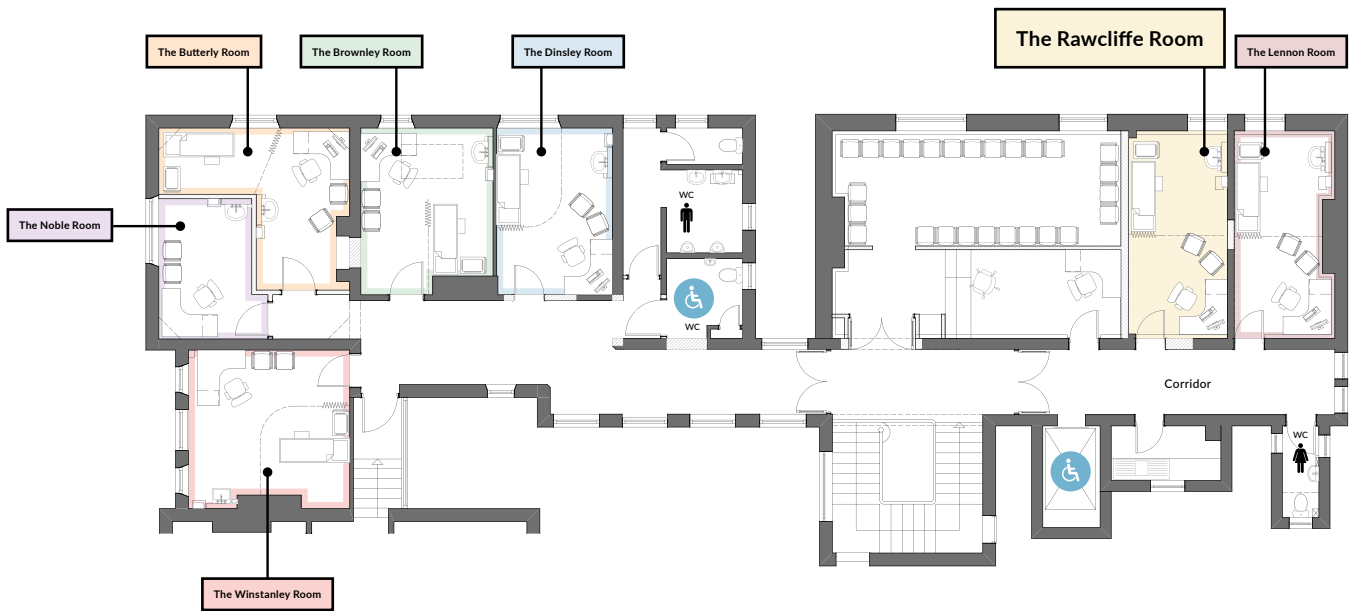 The Rawcliffe Room
The Butterly Room
The Brownley Room
The Dinsley Room
The Lennon Room
WC
The Noble Room
WC
Corridor
WC
The Winstanley Room